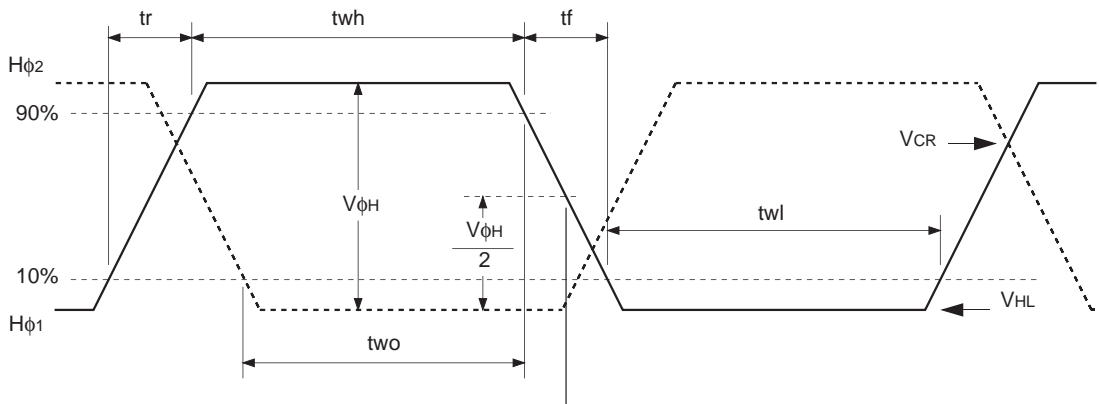 tr
twh
tf
Hϕ2
90%
VCR
VϕH
twl
VϕH
2
10%
VHL
Hϕ1
two